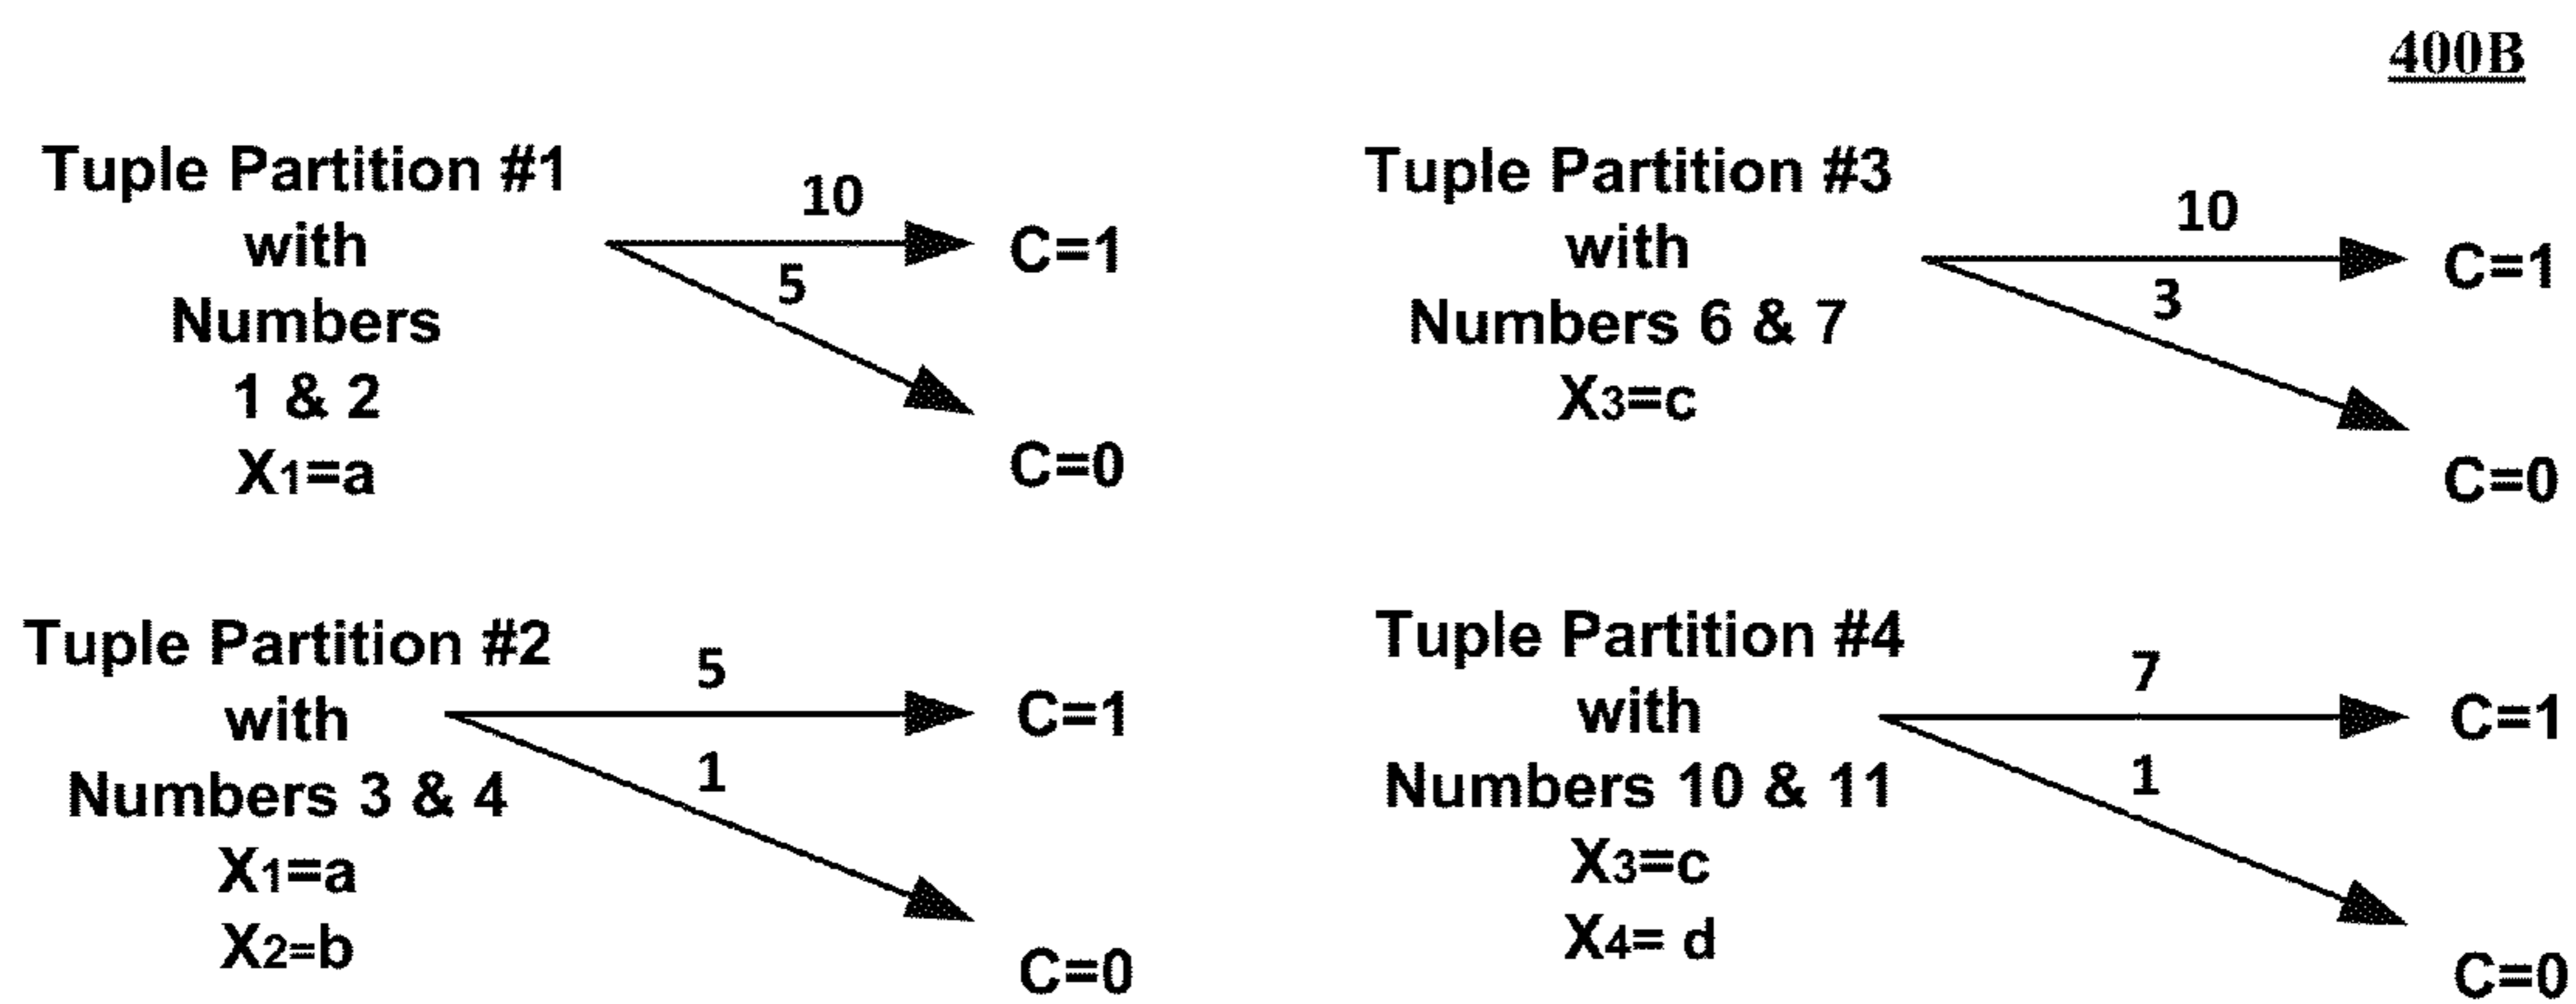 400B
Tuple Partition #1
with
Numbers
1 & 2
X1=a
10
5
C=1
C=0
Tuple Partition #3
with
Numbers 6 & 7
X3=c
10
3
C=1
C=0
Tuple Partition #2
with
Numbers 3 & 4
X1=a
X2=b
5
1
C=1
C=0
Tuple Partition #4
with
Numbers 10 & 11
X3=c
X4= d
7
1
C=1
C=0